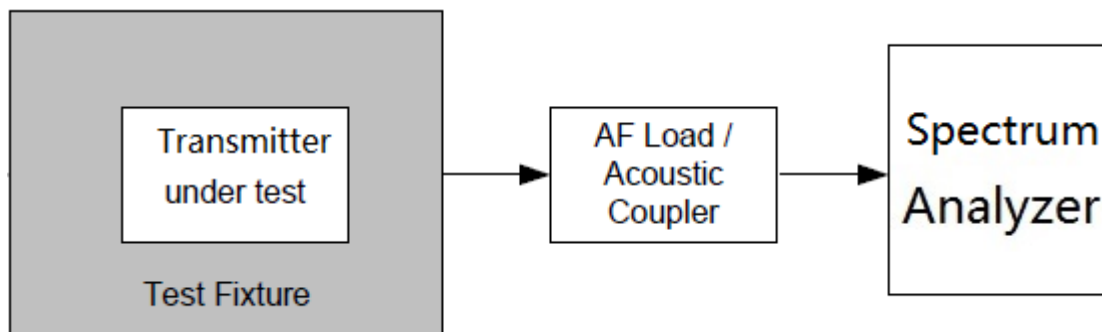 Transmitter
under test
Test Fixture
AF Load /
Acoustic
Coupler
Spectrum
Analyzer